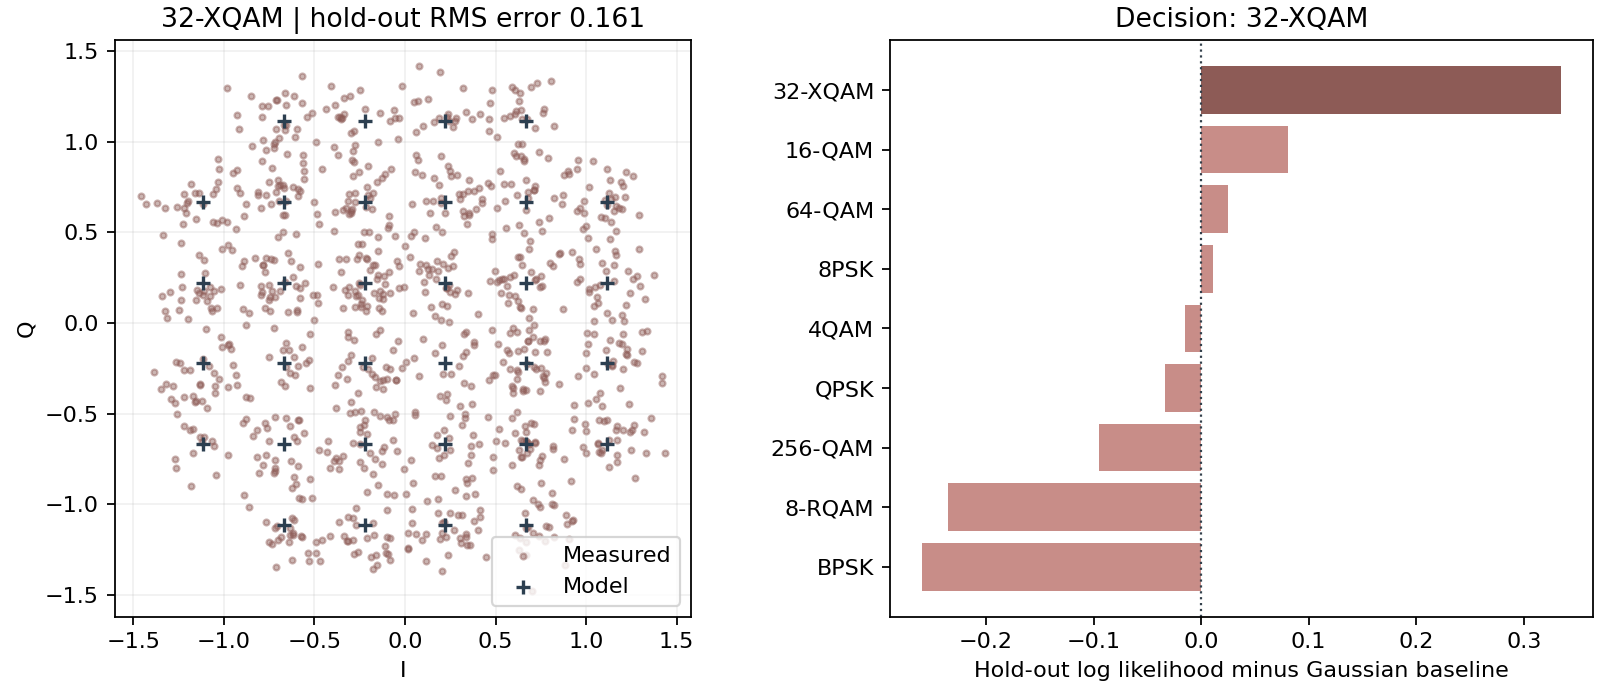 32-XQAM | hold-out RMS error 0.161
1.5
1.0
0.5
0.0
−0.5
−1.0
−1.5
Q
−1.5 −1.0 −0.5 0.0 0.5 1.0 1.5
I
Measured
Model
Decision: 32-XQAM
32-XQAM
16-QAM
64-QAM
8PSK
4QAM
QPSK
256-QAM
8-RQAM
BPSK
−0.2 −0.1 0.0 0.1 0.2 0.3
Hold-out log likelihood minus Gaussian baseline